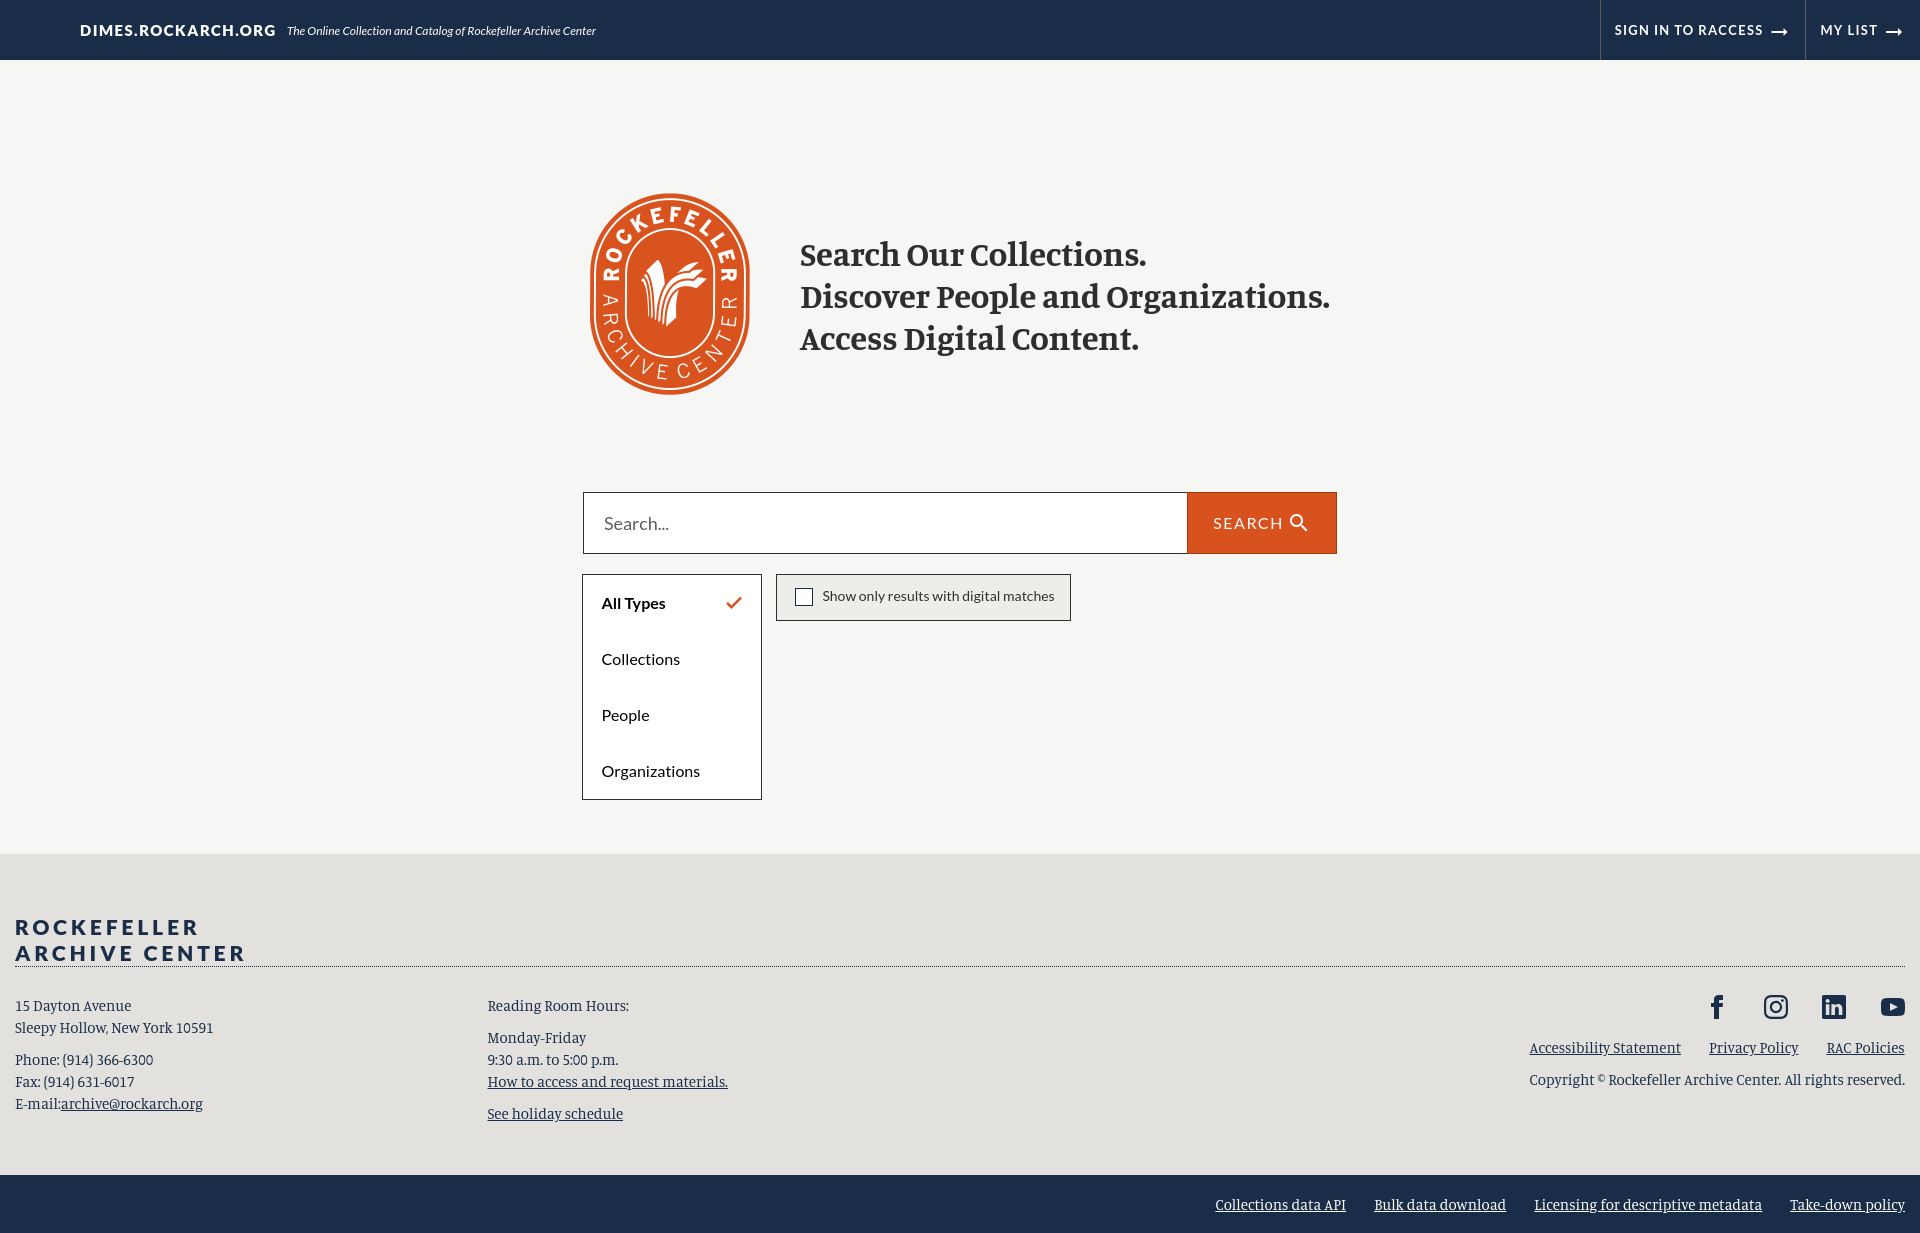 DIMES.ROCKARCH.ORG The Online Collection and Catalog of Rockefeller Archive Center
SIGN IN TO RACCESS
MY LIST
ROCKEFELLER
ARCHIVE CENTER
Search Our Collections.
Discover People and Organizations.
Access Digital Content.
Search...
SEARCH
All Types
Collections
People
Organizations
Show only results with digital matches
ROCKEFELLER
ARCHIVE CENTER
15 Dayton Avenue
Sleepy Hollow, New York 10591
Phone: (914) 366-6300
Fax: (914) 631-6017
E-mail:archive@rockarch.org
Reading Room Hours:
Monday-Friday
9:30 a.m. to 5:00 p.m.
How to access and request materials.
See holiday schedule
Accessibility Statement Privacy Policy RAC Policies
Copyright © Rockefeller Archive Center. All rights reserved.
Collections data API Bulk data download Licensing for descriptive metadata Take-down policy